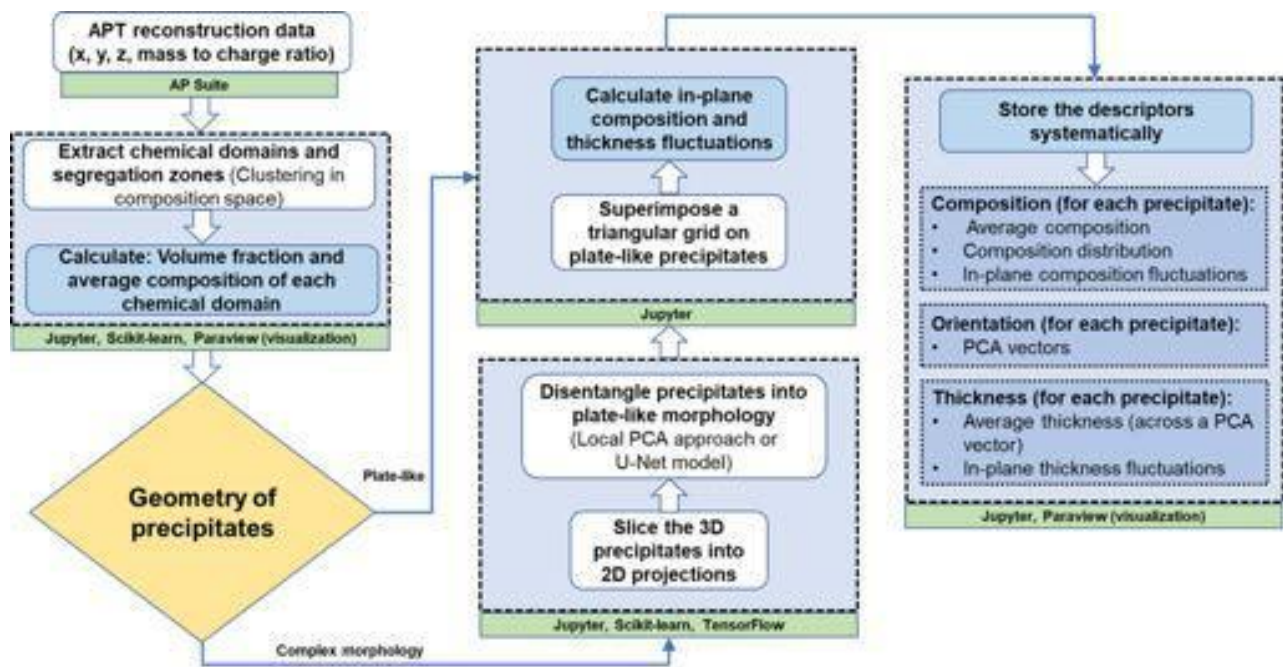 APT reconstruction data
(x, y, z, mass to charge ratio)
AP Suite
Extract chemical domains and
segregation zones (Clustering in
composition space)
Calculate: Volume fraction and
average composition of each
chemical domain
Jupyter, Scikit-learn, Paraview (visualization)
Geometry of
precipitates
Plate-like
Complex morphology
Calculate in-plane
composition and
thickness fluctuations
Superimpose a
triangular grid on
plate-like precipitates
Jupyter
Disentangle precipitates into
plate-like morphology
(Local PCA approach or
U-Net model)
Slice the 3D
precipitates into
2D projections
Jupyter, Scikit-learn, TensorFlow
Store the descriptors
systematically
Composition (for each precipitate):
• Average composition
• Composition distribution
• In-plane composition fluctuations
Orientation (for each precipitate):
• PCA vectors
Thickness (for each precipitate):
• Average thickness (across a PCA
vector)
• In-plane thickness fluctuations
Jupyter, Paraview (visualization)